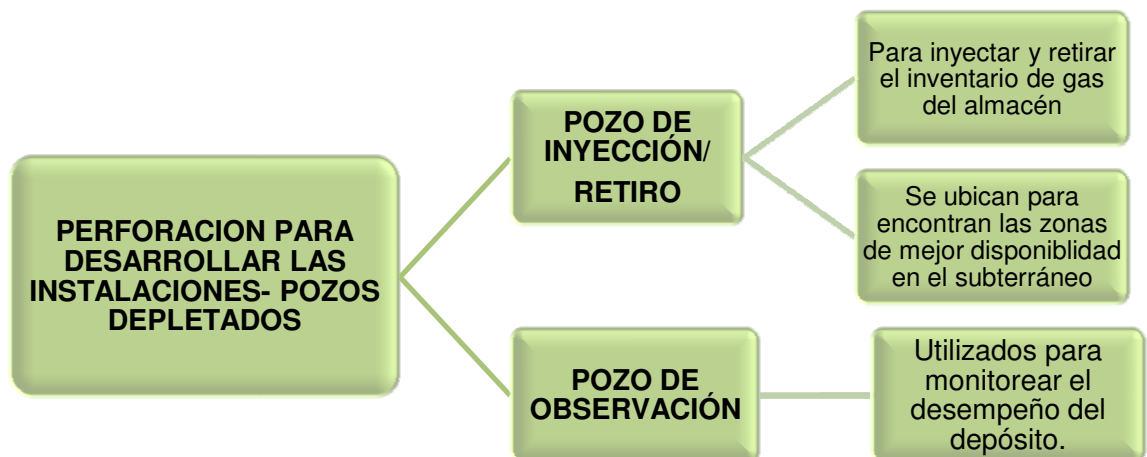 PERFORACION PARA
DESARROLLAR LAS
INSTALACIONES- POZOS
DEPLETADOS
POZO DE
INYECCIÓN/
RETIRO
Para inyectar y retirar
el inventario de gas
del almacén
Se ubican para
encontran las zonas
de mejor disponiblidad
en el subterráneo
POZO DE
OBSERVACIÓN
Utilizados para
monitorear el
desempeño del
depósito.